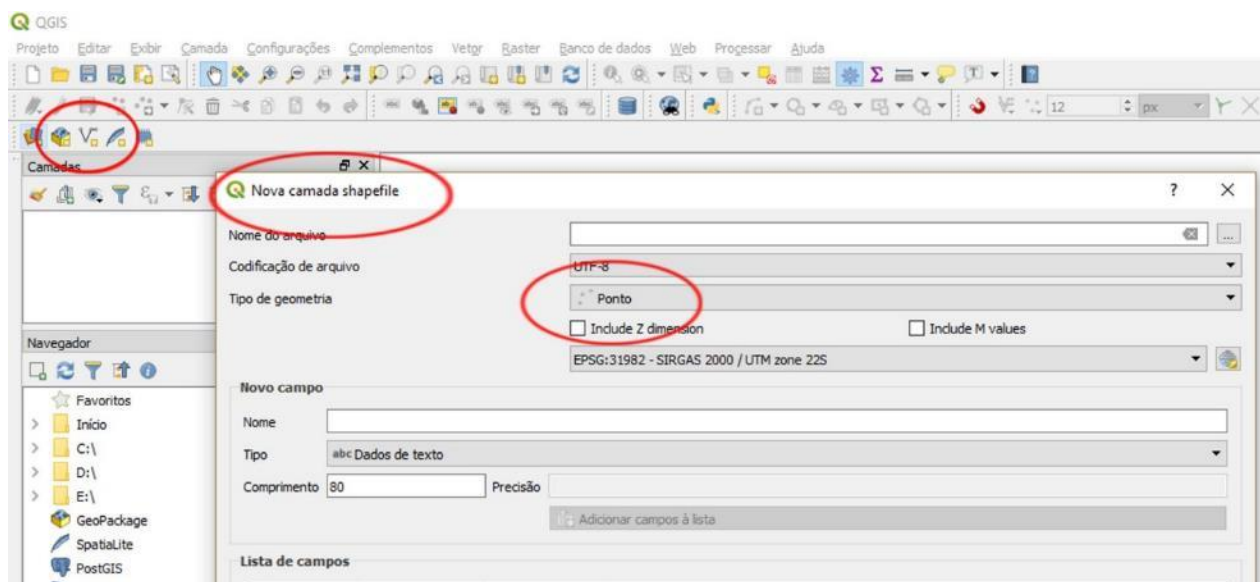 QGIS
Projeto Editar Exibir Camada Configurações Complementos Vetor Raster Banco de dados Web Processar Ajuda
12 px
Camadas
Nova camada shapefile ? X
Nome do arquivo ...
Codificação de arquivo UTF-8
Tipo de geometria Ponto
Include Z dimension Include M values
EPSG:31982 - SIRGAS 2000 / UTM zone 22S
Navegador
Favoritos
Início
C:\
D:\
E:\
GeoPackage
SpatiaLite
PostGIS
Novo campo
Nome
Tipo abc Dados de texto
Comprimento 80 Precisão
Adicionar campos à lista
Lista de campos